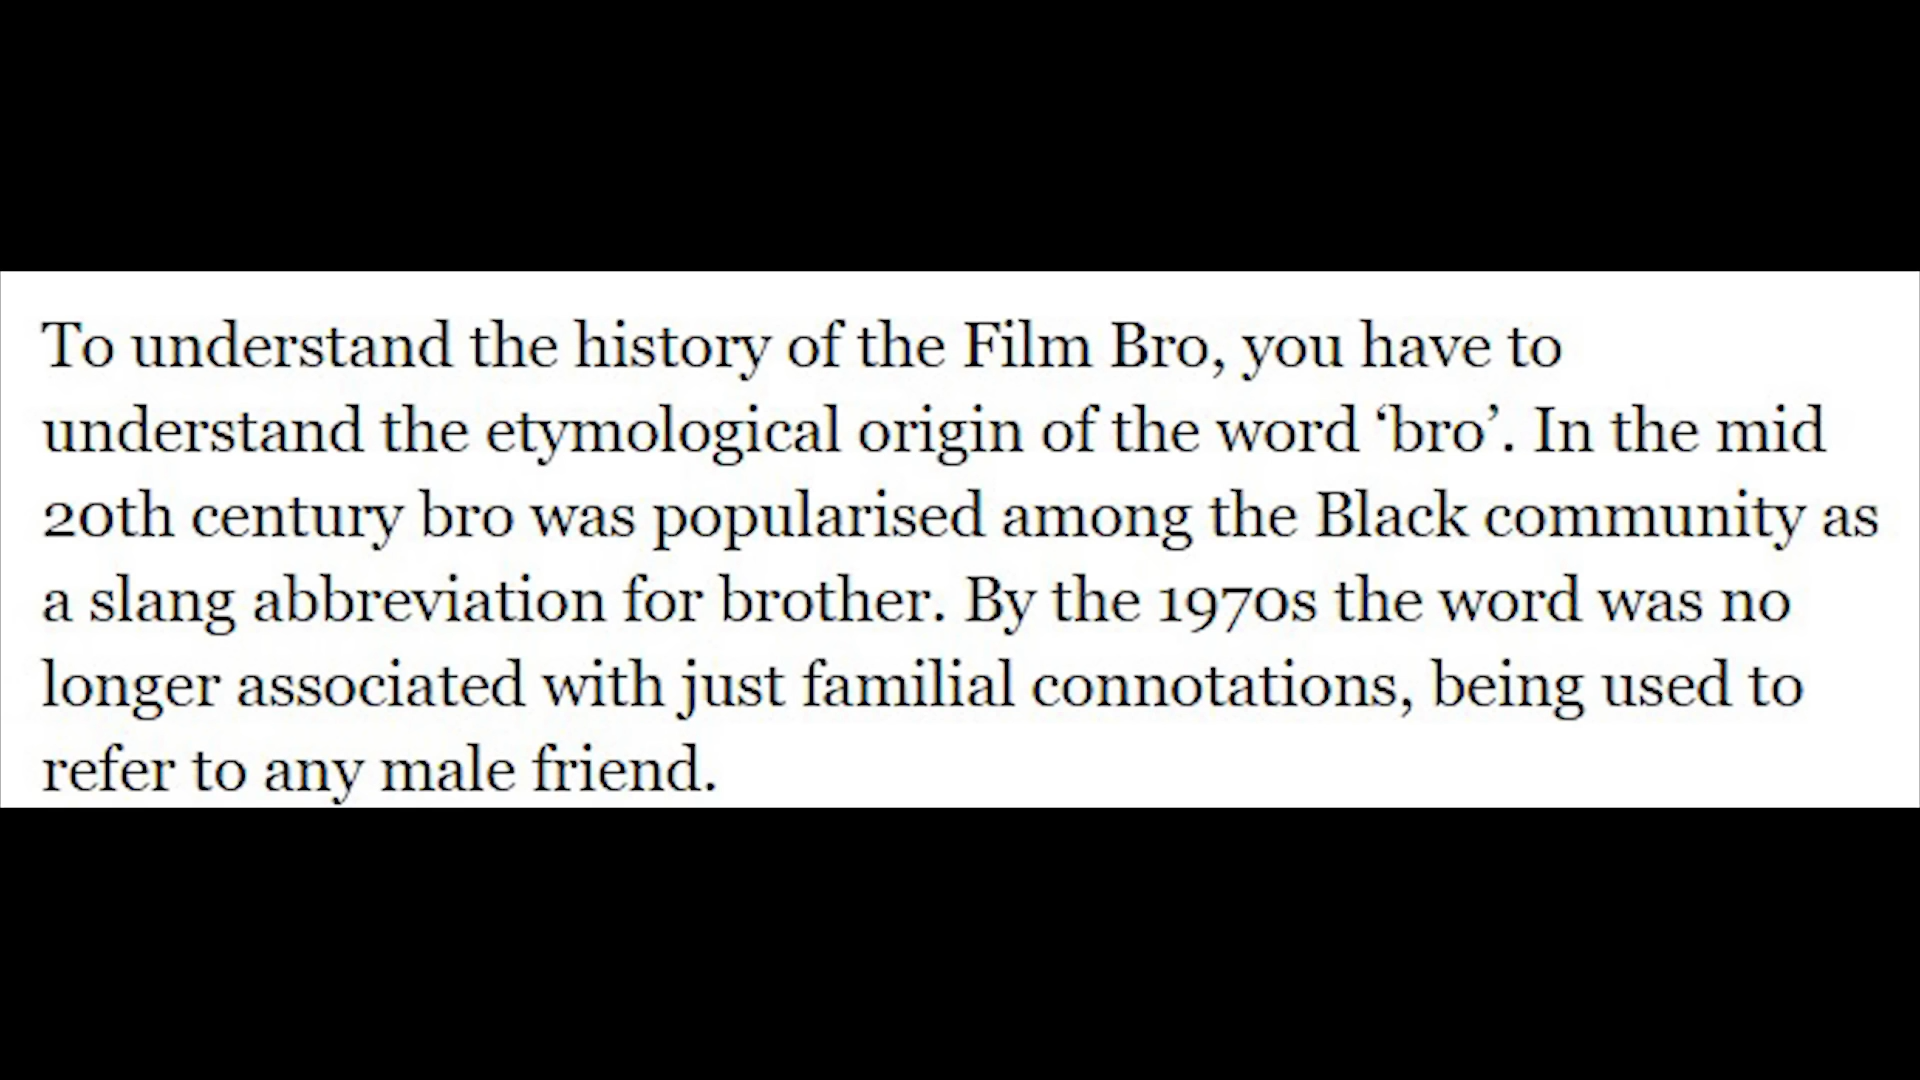 To understand the history of the Film Bro, you have to
understand the etymological origin of the word ‘bro’. In the mid
20th century bro was popularised among the Black community as
a slang abbreviation for brother. By the 1970s the word was no
longer associated with just familial connotations, being used to
refer to any male friend.